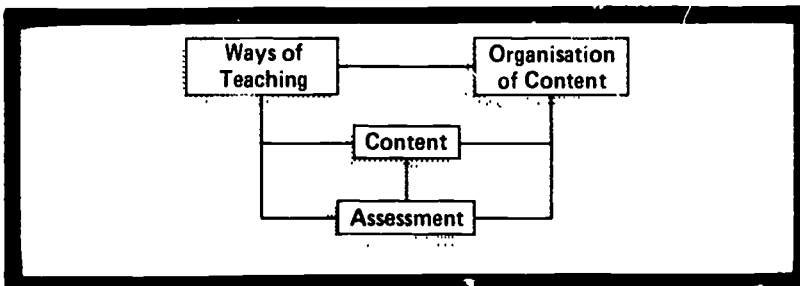 Ways of
Teaching
Organisation
of Content
Content
Assessment